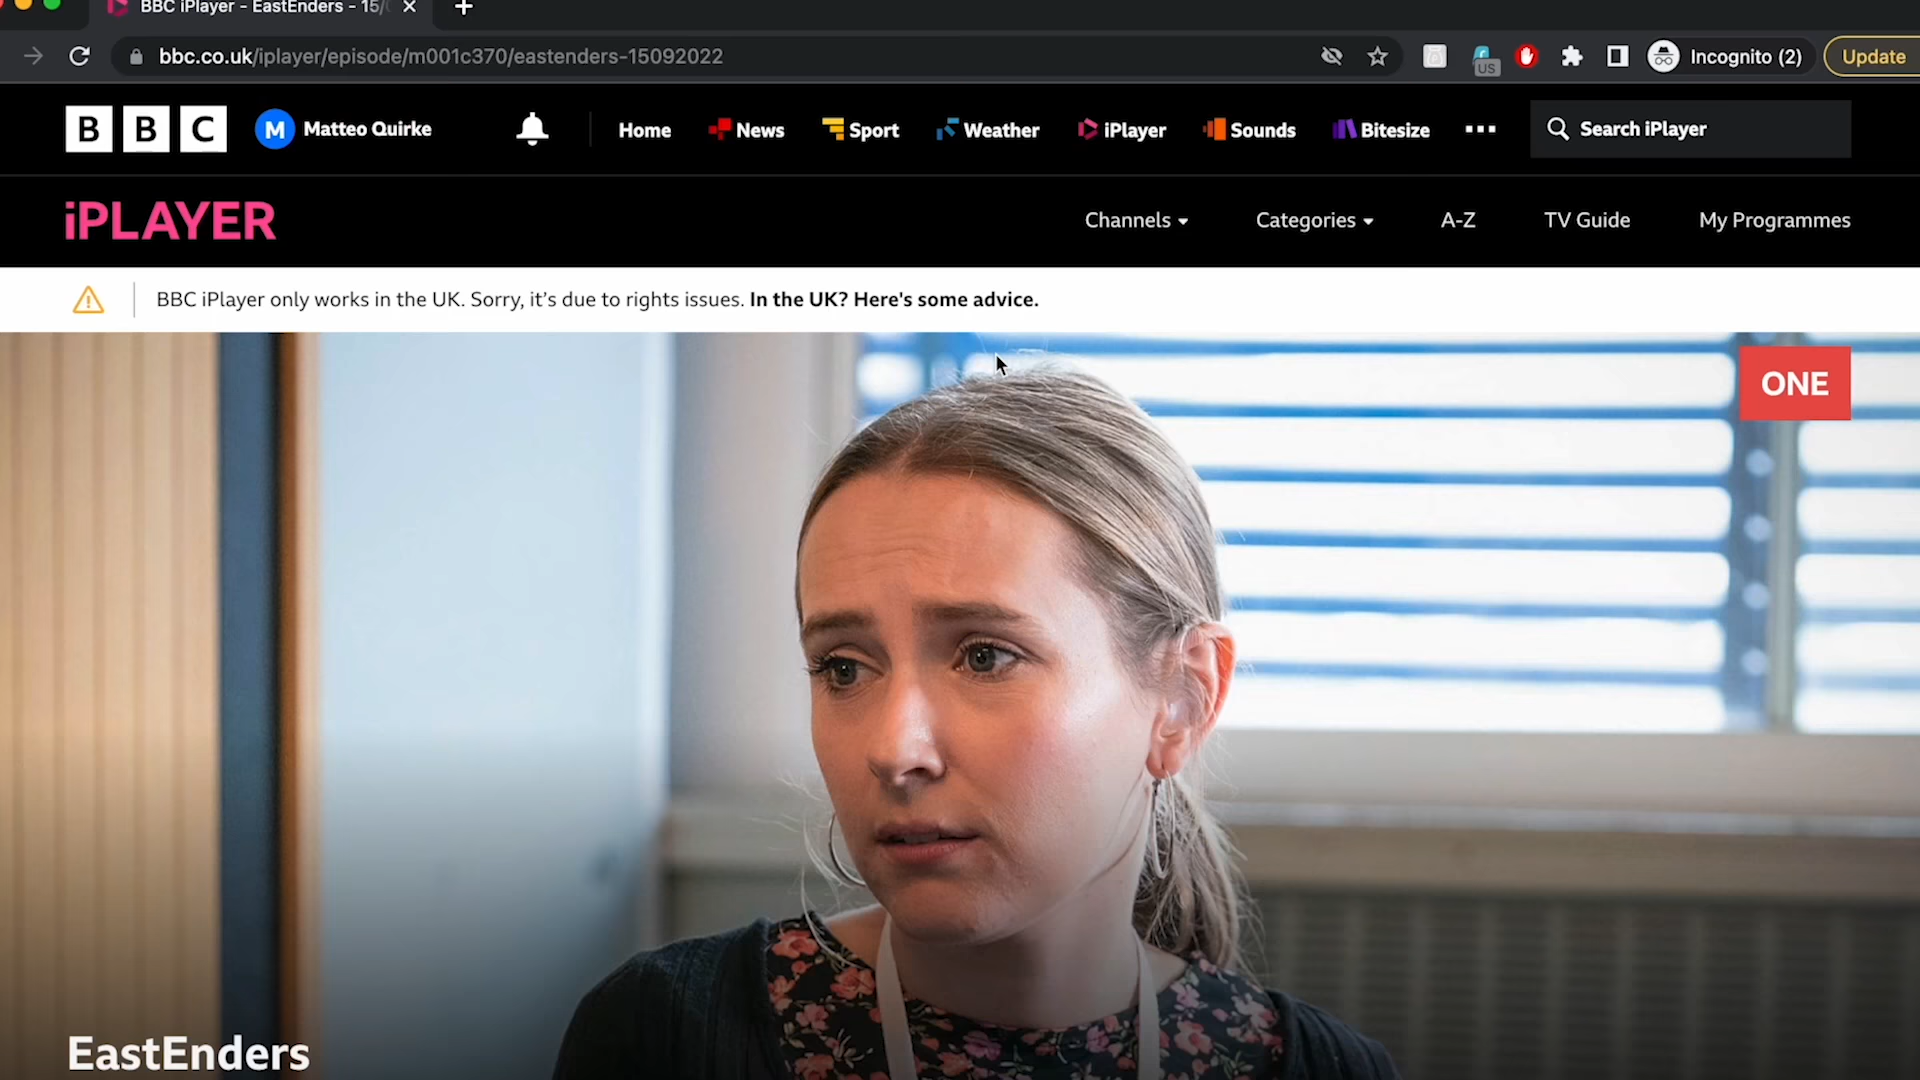 BBC iPlayer - EastEnders - 15/
bbc.co.uk/iplayer/episode/m001c370/eastenders-15092022
US
Incognito (2)
Update
BBC
M
Matteo Quirke
Home
News
Sport
Weather
iPlayer
Sounds
Bitesize
Search iPlayer
iPLAYER
Channels
Categories
A-Z
TV Guide
My Programmes
BBC iPlayer only works in the UK. Sorry, it's due to rights issues. In the UK? Here's some advice.
ONE
EastEnders